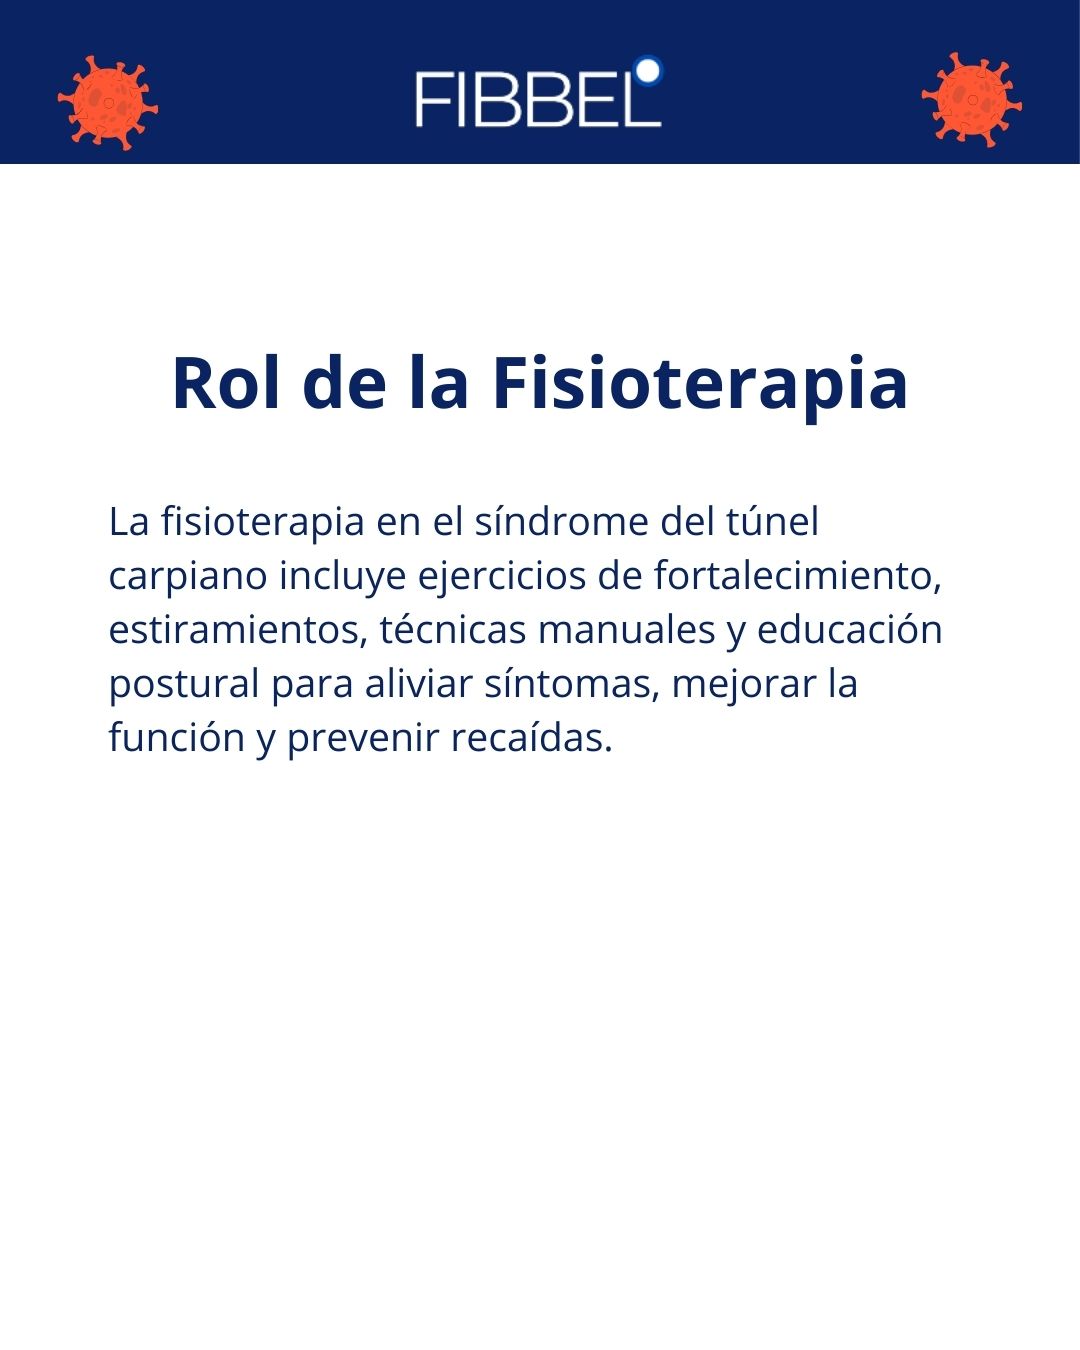 FIBBEL
Rol de la Fisioterapia
La fisioterapia en el síndrome del túnel
carpiano incluye ejercicios de fortalecimiento,
estiramientos, técnicas manuales y educación
postural para aliviar síntomas, mejorar la
función y prevenir recaídas.